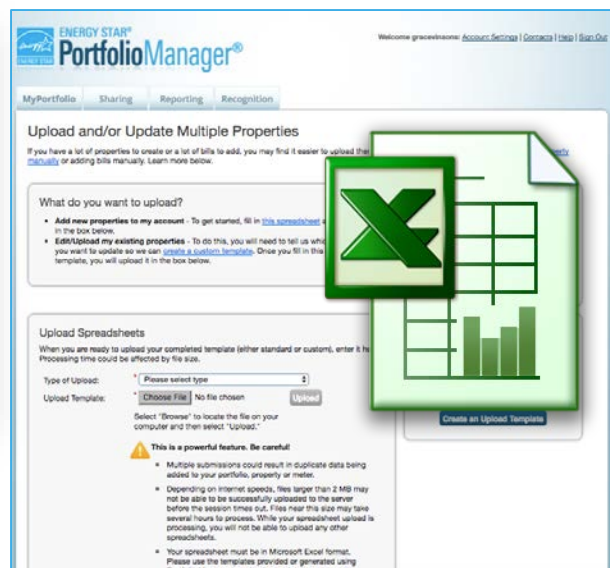 ENERGY STAR®
PortfolioManager®
Welcome gracevinsons: Account Settings | Contacts | Help | Sign Out
MyPortfolio Sharing Reporting Recognition
Upload and/or Update Multiple Properties
If you have a lot of properties to create or a lot of bills to add, you may find it easier to upload
manually or adding bills manually. Learn more below.
What do you want to upload?
Add new properties to my account - To get started, fill in this spreadsheet
in the box below.
Edit/Upload my existing properties - To do this, you will need to tell us
you want to update so we can create a custom template. Once you fill in this
template, you will upload it in the box below.
Upload Spreadsheets
When you are ready to upload your completed template (either standard or custom), enter it
Processing time could be affected by file size.
Type of Upload: * Please select type
Upload Template: * Choose File No file chosen Upload
Select "Browse" to locate the file on your
computer and then select "Upload."
Create an Upload Template
This is a powerful feature. Be careful!
Multiple submissions could result in duplicate data being
added to your portfolio, property or meter.
Depending on internet speeds, files larger than 2 MB may
not be able to be successfully uploaded to the server
before the session times out. Files near this size may take
several hours to process. While your spreadsheet upload is
processing, you will not be able to upload any other
spreadsheets.
Your spreadsheet must be in Microsoft Excel format.
Please use the templates provided or generated using